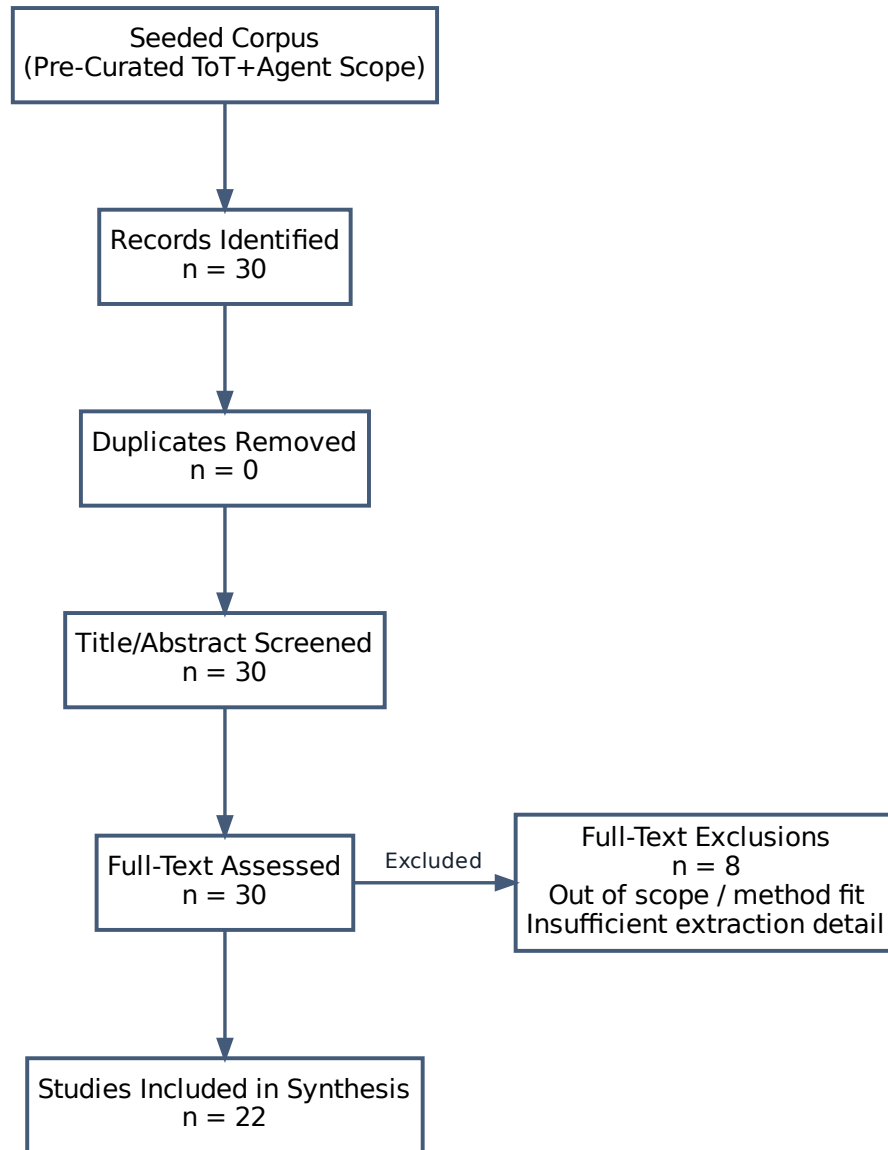 Seeded Corpus
(Pre-Curated ToT+Agent Scope)
Records Identified
n = 30
Duplicates Removed
n = 0
Title/Abstract Screened
n = 30
Full-Text Assessed
n = 30
Excluded
Full-Text Exclusions
n = 8
Out of scope / method fit
Insufficient extraction detail
Studies Included in Synthesis
n = 22